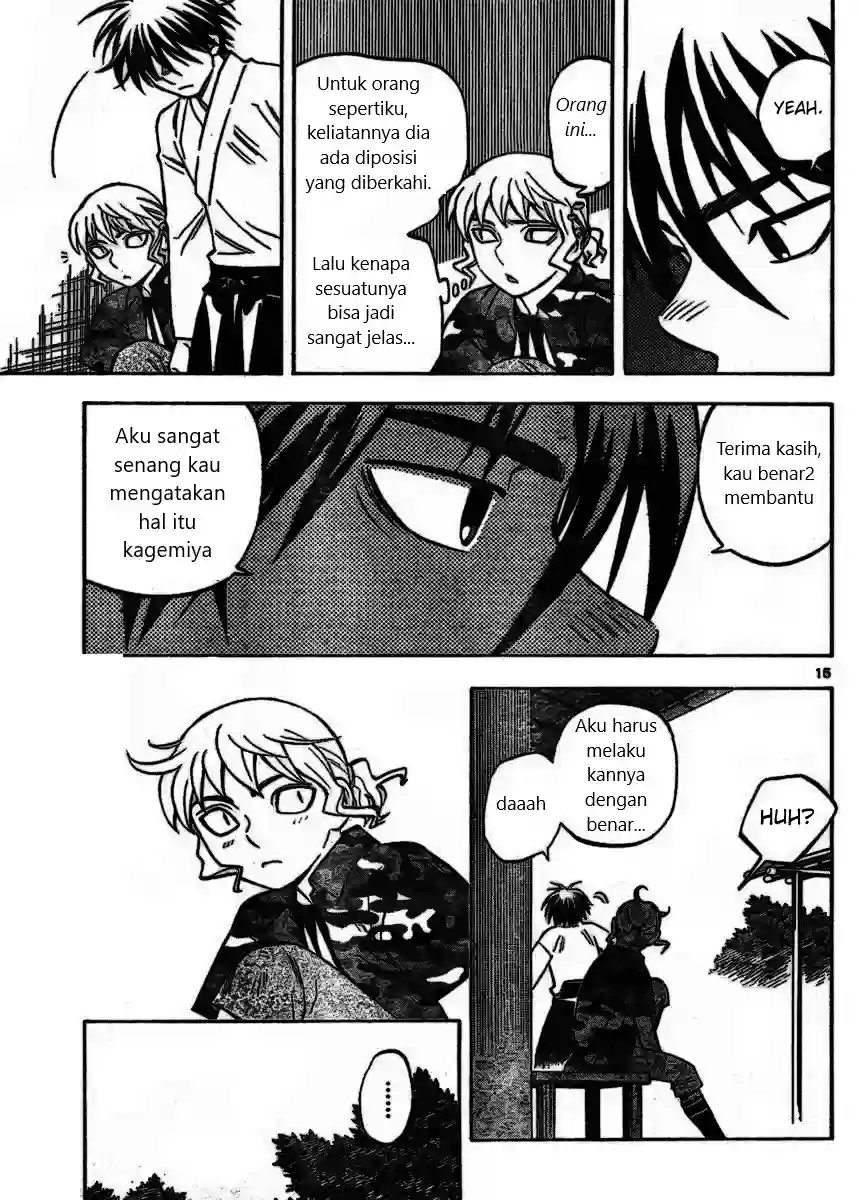 YEAH.
Orang
ini...
Untuk orang
sepertiku,
keliatannya dia
ada diposisi
yang diberkahi.
Lalu kenapa
sesuatunya
bisa jadi
sangat jelas...
Terima kasih,
kau benar2
membantu
Aku sangat
senang kau
mengatakan
hal itu
kagemiya
15
HUH?
Aku harus
melaku
kannya
dengan
benar...
daaah
.......